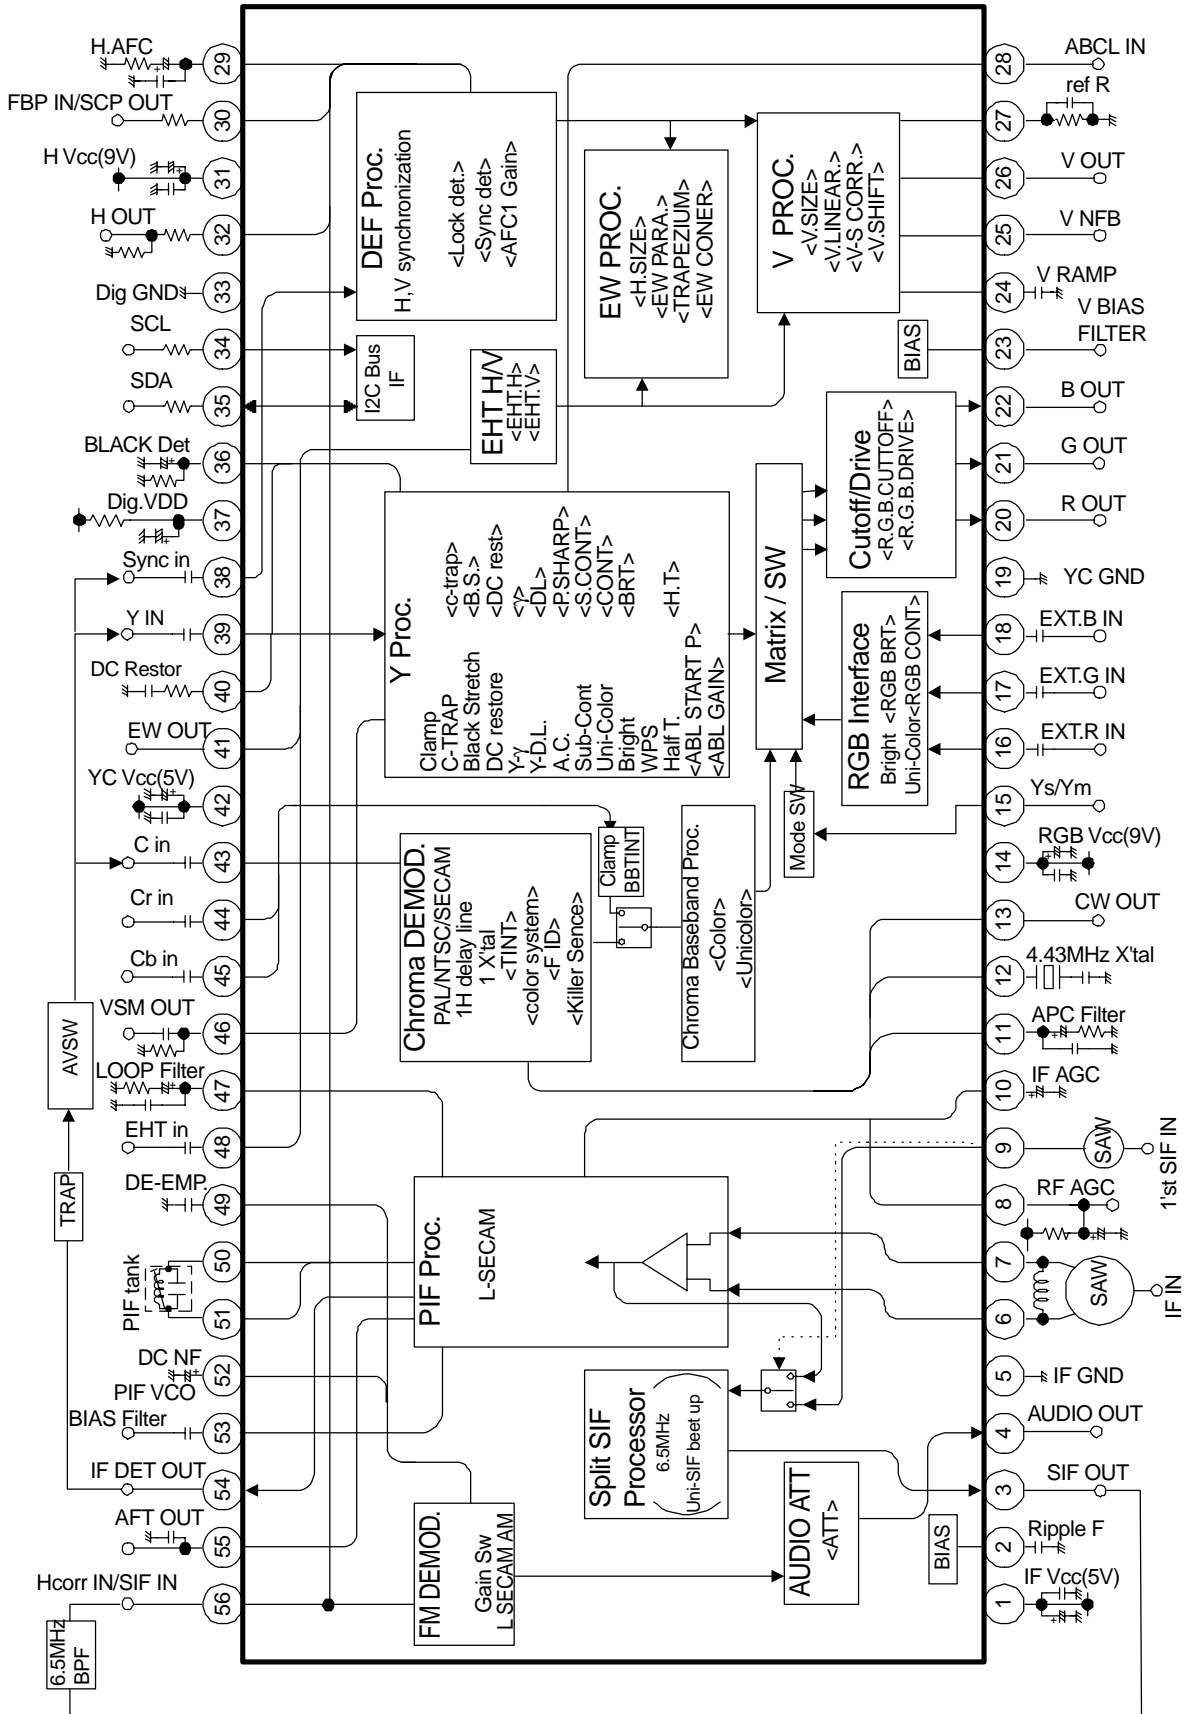 H.AFC
29
FBP IN/SCP OUT
30
H Vcc(9V)
31
H OUT
32
Dig GND
33
SCL
34
SDA
35
BLACK Det
36
Dig.VDD
37
Sync in
38
Y IN
39
DC Restor
40
EW OUT
41
YC Vcc(5V)
42
C in
43
Cr in
44
Cb in
45
VSM OUT
46
LOOP Filter
47
EHT in
48
DE-EMP.
49
PIF tank
50
51
DC NF
52
PIF VCO
BIAS Filter
53
IF DET OUT
54
AFT OUT
55
Hcorr IN/SIF IN
56
6.5MHz
BPF
AVSW
TRAP
DEF Proc.
H,V synchronization
<Lock det.>
<Sync det>
<AFC1 Gain>
I2C Bus
IF
EHT H/V
<EHT.H>
<EHT.V>
EW PROC.
<H.SIZE>
<EW PARA.>
<TRAPEZIUM>
<EW CONER>
V PROC.
<V.SIZE>
<V.LINEAR.>
<V-S CORR.>
<V.SHIFT>
BIAS
Y Proc.
Clamp
C-TRAP <c-trap>
Black Stretch <B.S.>
DC restore <DC rest>
Y-γ <γ>
Y-D.L. <DL>
A.C. <P.SHARP>
Sub-Cont <S.CONT>
Uni-Color <CONT>
Bright <BRT>
WPS
Half T. <H.T>
<ABL START P>
<ABL GAIN>
Matrix / SW
Cutoff/Drive
<R.G.B.CUTTOFF>
<R.G.B.DRIVE>
RGB Interface
Bright <RGB BRT>
Uni-Color<RGB CONT>
Mode SW
Chroma DEMOD.
PAL/NTSC/SECAM
1H delay line
1 X'tal
<TINT>
<color system>
<F ID>
<Killer Sence>
Clamp
BBTINT
Chroma Baseband Proc.
<Color>
<Unicolor>
PIF Proc.
L-SECAM
Split SIF
Processor
6.5MHz
Uni-SIF beet up
FM DEMOD.
Gain Sw
L SECAM AM
AUDIO ATT
<ATT>
BIAS
28
ABCL IN
27
ref R
26
V OUT
25
V NFB
24
V RAMP
V BIAS
23
FILTER
22
B OUT
21
G OUT
20
R OUT
19
YC GND
18
EXT.B IN
17
EXT.G IN
16
EXT.R IN
15
Ys/Ym
14
RGB Vcc(9V)
13
CW OUT
12
4.43MHz X'tal
11
APC Filter
10
IF AGC
9
SAW
1'st SIF IN
8
RF AGC
7
6
SAW
IF IN
5
IF GND
4
AUDIO OUT
3
SIF OUT
2
Ripple F
1
IF Vcc(5V)